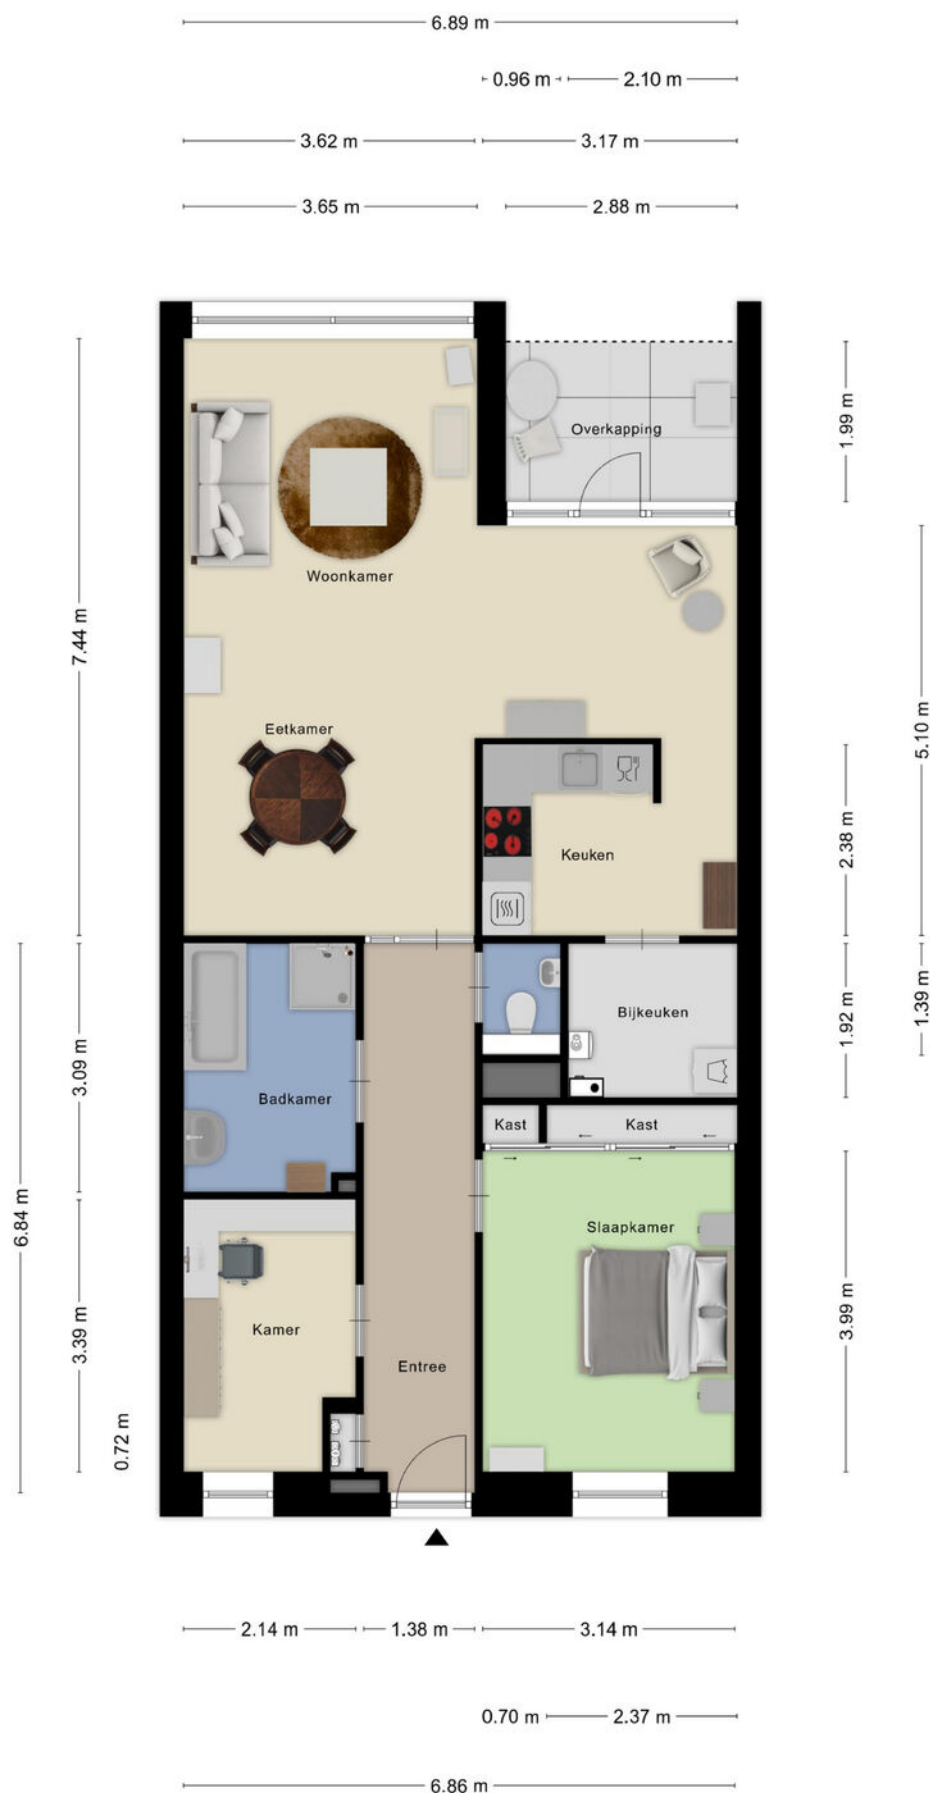 6.89 m
0.96 m
2.10 m
3.62 m
3.17 m
3.65 m
2.88 m
1.99 m
Overkapping
Woonkamer
7.44 m
5.10 m
Eetkamer
2.38 m
Keuken
1.39 m
1.92 m
Bijkeuken
3.09 m
Badkamer
Kast
Kast
6.84 m
Slaapkamer
3.39 m
3.99 m
Kamer
Entree
0.72 m
2.14 m
1.38 m
3.14 m
0.70 m
2.37 m
6.86 m